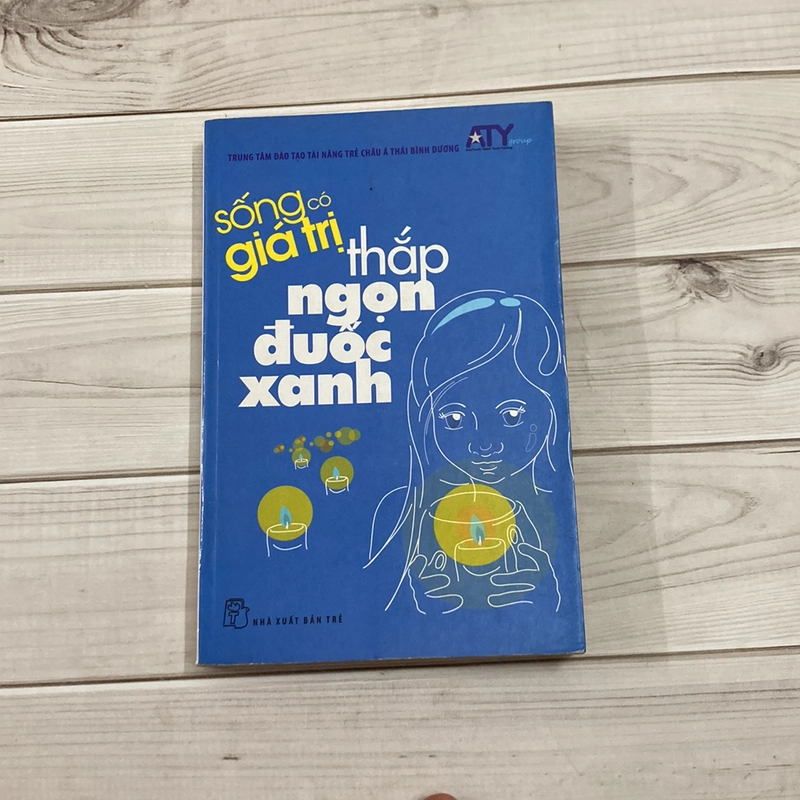 TRUNG TÂM ĐÀO TẠO TÀI NĂNG TRẺ CHÂU Á THÁI BÌNH DƯƠNG
ATY group
sống có
giá trị
thắp
ngọn
đuốc
xanh
NHÀ XUẤT BẢN TRẺ